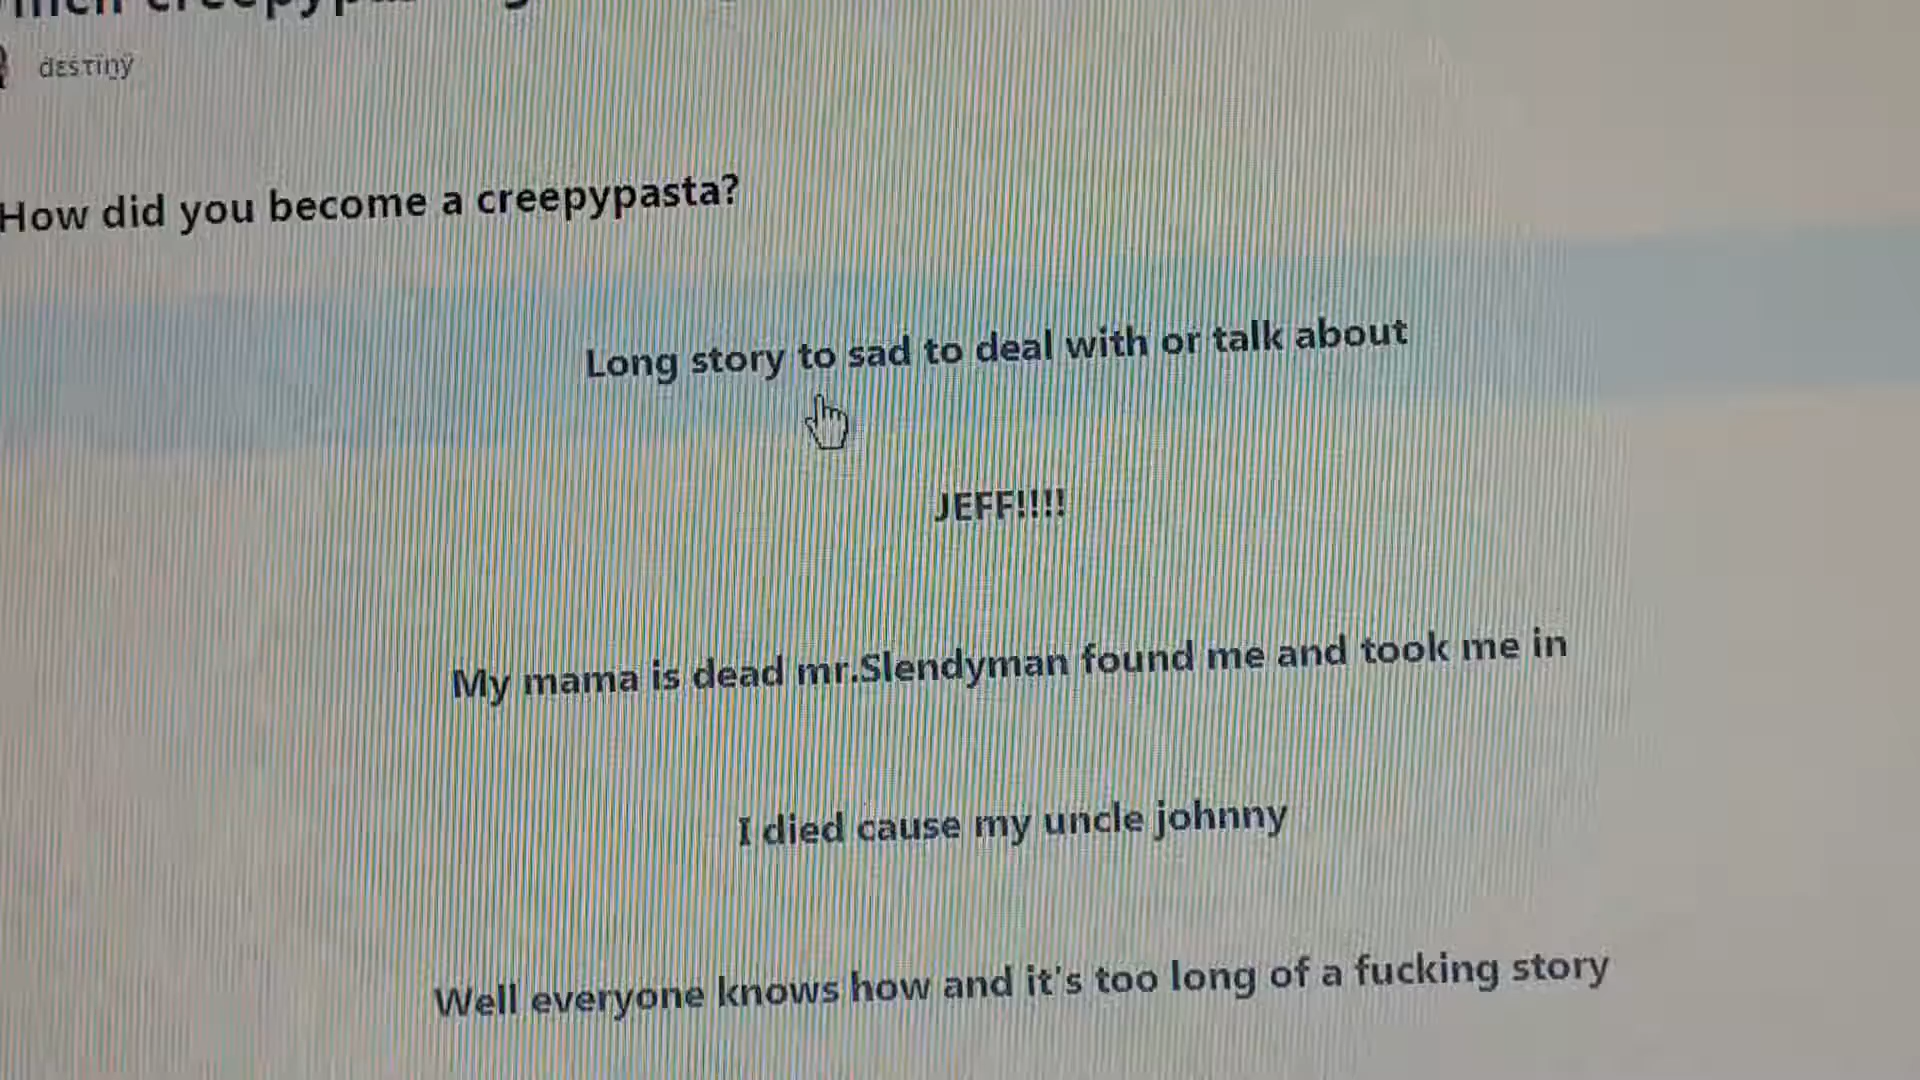 dεsτïηÿ
How did you become a creepypasta?
Long story to sad to deal with or talk about
JEFF!!!!
My mama is dead mr.Slendyman found me and took me in
I died cause my uncle johnny
Well everyone knows how and it's too long of a fucking story